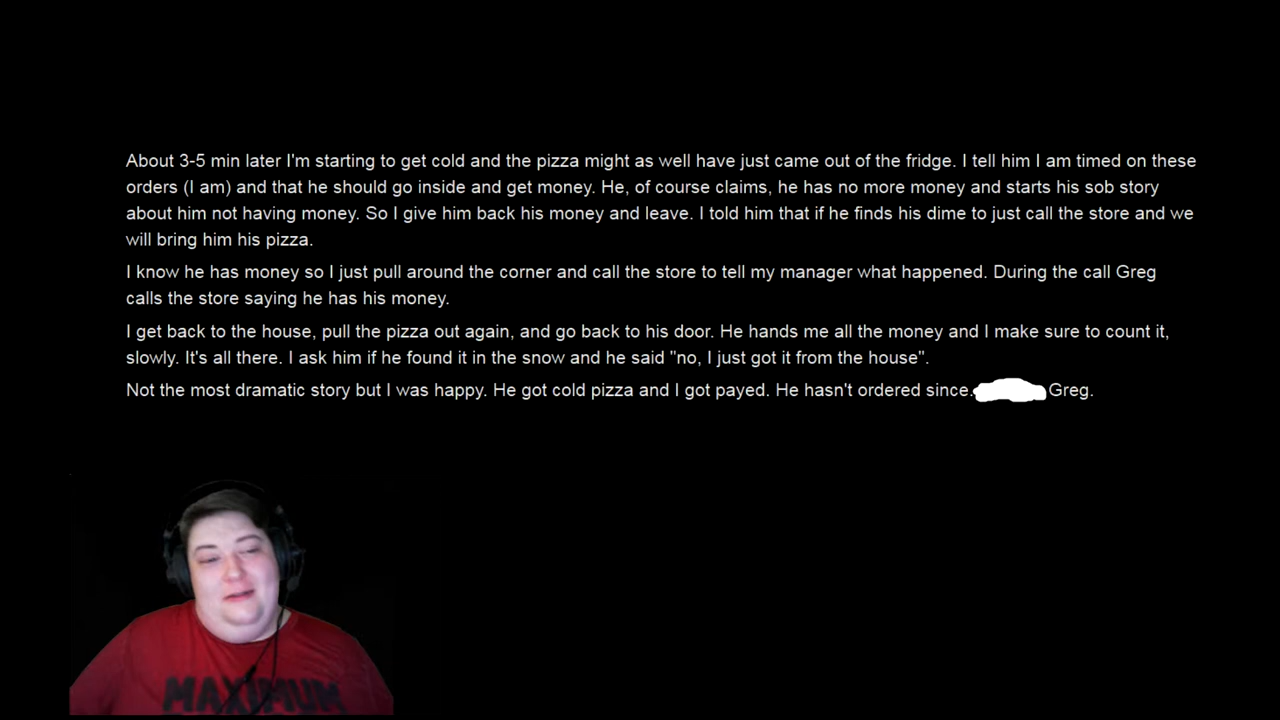 About 3-5 min later I'm starting to get cold and the pizza might as well have just came out of the fridge. I tell him I am timed on these
orders (I am) and that he should go inside and get money. He, of course claims, he has no more money and starts his sob story
about him not having money. So I give him back his money and leave. I told him that if he finds his dime to just call the store and we
will bring him his pizza.
I know he has money so I just pull around the corner and call the store to tell my manager what happened. During the call Greg
calls the store saying he has his money.
I get back to the house, pull the pizza out again, and go back to his door. He hands me all the money and I make sure to count it,
slowly. It's all there. I ask him if he found it in the snow and he said "no, I just got it from the house".
Not the most dramatic story but I was happy. He got cold pizza and I got payed. He hasn't ordered since. Greg.
MAXIMUM